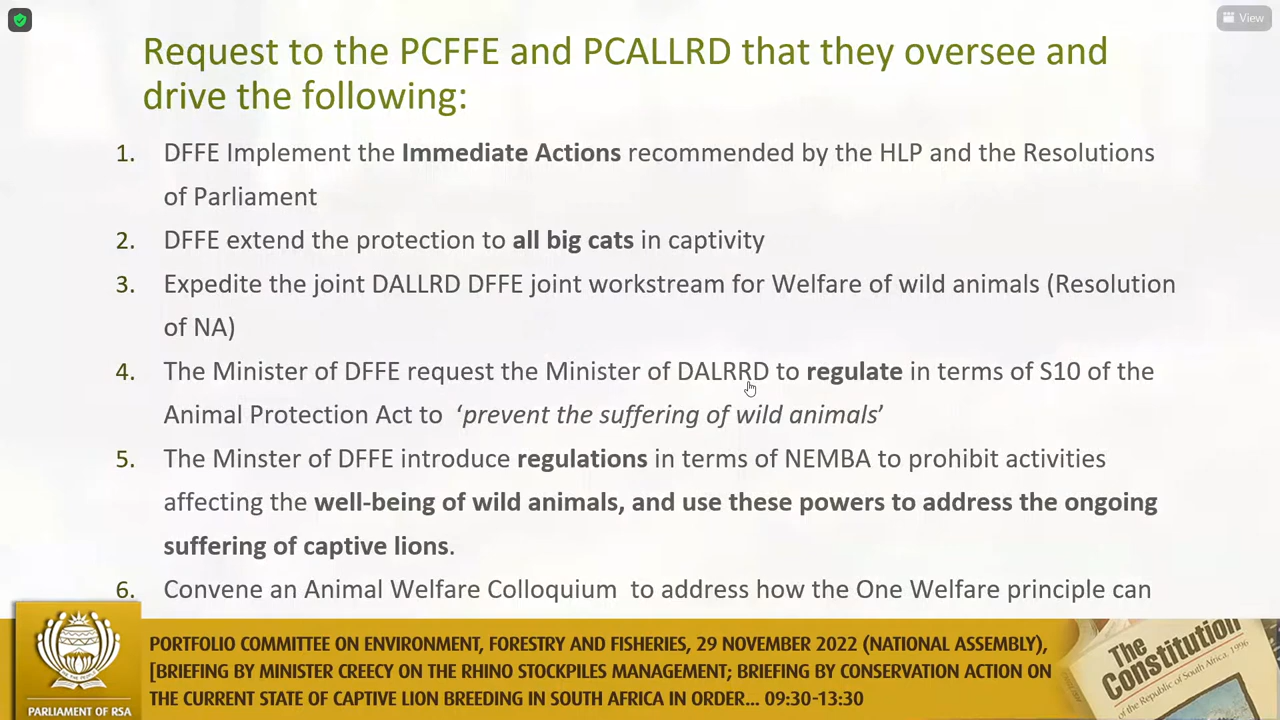 View
Request to the PCFFE and PCALLRD that they oversee and
drive the following:
1. DFFE Implement the Immediate Actions recommended by the HLP and the Resolutions
of Parliament
2. DFFE extend the protection to all big cats in captivity
3. Expedite the joint DALLRD DFFE joint workstream for Welfare of wild animals (Resolution
of NA)
4. The Minister of DFFE request the Minister of DALRRD to regulate in terms of S10 of the
Animal Protection Act to ‘prevent the suffering of wild animals’
5. The Minster of DFFE introduce regulations in terms of NEMBA to prohibit activities
affecting the well-being of wild animals, and use these powers to address the ongoing
suffering of captive lions.
6. Convene an Animal Welfare Colloquium to address how the One Welfare principle can
PORTFOLIO COMMITTEE ON ENVIRONMENT, FORESTRY AND FISHERIES, 29 NOVEMBER 2022 (NATIONAL ASSEMBLY),
[BRIEFING BY MINISTER CREECY ON THE RHINO STOCKPILES MANAGEMENT; BRIEFING BY CONSERVATION ACTION ON
THE CURRENT STATE OF CAPTIVE LION BREEDING IN SOUTH AFRICA IN ORDER... 09:30-13:30
PARLIAMENT OF RSA
The
Constitution
of the Republic of South Africa, 1996